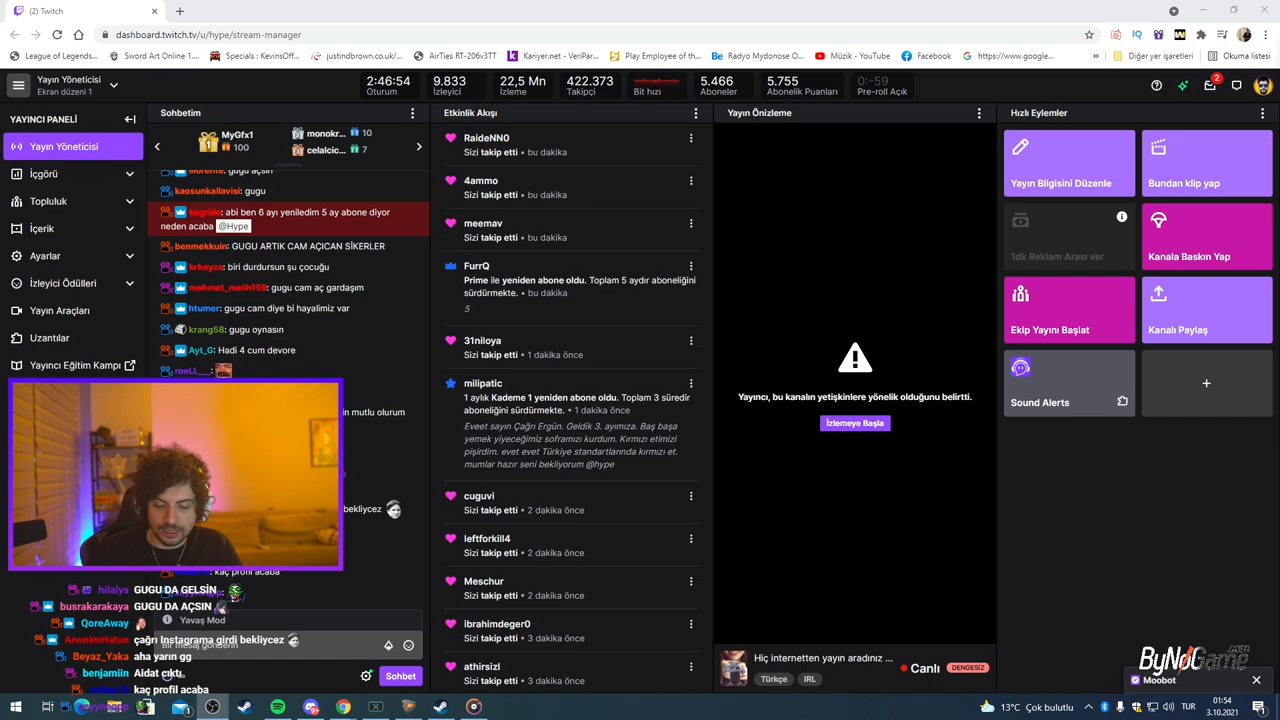 (2) Twitch
dashboard.twitch.tv/u/hype/stream-manager
League of Legends...
Sword Art Online 1...
Specials : KevinsOff...
justindbrown.co.uk/...
AirTies RT-206v3TT
Kariyer.net - VeriPar...
Play Employee of th...
Be Radyo Mydonose O...
Müzik - YouTube
Facebook
https://www.google....
»
Diğer yer işaretleri
Okuma listesi
Yayın Yöneticisi
Ekran düzeni 1
2:46:54
Oturum
9.833
İzleyici
22,5 Mn
İzleme
422.373
Takipçi
Bit hızı
5.466
Aboneler
5.755
Abonelik Puanları
0:-59
Pre-roll Açık
2
YAYINCI PANELİ
Yayın Yöneticisi
İçgörü
Topluluk
İçerik
Ayarlar
İzleyici Ödülleri
Yayın Araçları
Uzantılar
Yayıncı Eğitim Kampı
Sohbetim
MyGfx1
100
monokr... 10
celalcic... 7
kaosunkallavisi: gugu
kegride: abi ben 6 ayı yeniledim 5 ay abone diyor
neden acaba @Hype
benmekkuin: GUGU ARTIK CAM AÇICAN SİKERLER
krbeyza: biri durdursun şu çocuğu
mehmet_melih159: gugu cam aç gardaşım
htumer: gugu cam diye bi hayalimiz var
krang58: gugu oynasın
Ayt_G: Hadi 4 cum devore
roeLL___:
in mutlu olurum
bekliycez
kaç profil acaba
hilalys GUGU DA GELSİN
busrakarakaya GUGU DA AÇSIN
QoreAway
AnonimHatun çağrı Instagrama girdi bekliycez
Beyaz_Yaka aha yarın gg
benjamiin Aidat cıktı
kaç profil acaba
Yavaş Mod
Bir mesaj gönderin
Sohbet
Etkinlik Akışı
RaideNN0
Sizi takip etti • bu dakika
4ammo
Sizi takip etti • bu dakika
meemav
Sizi takip etti • bu dakika
FurrQ
Prime ile yeniden abone oldu. Toplam 5 aydır aboneliğini
sürdürmekte. • bu dakika
5
31niloya
Sizi takip etti • 1 dakika önce
milipatic
1 aylık Kademe 1 yeniden abone oldu. Toplam 3 süredir
aboneliğini sürdürmekte. • 1 dakika önce
Eveet sayın Çağrı Ergün. Geldik 3. ayımıza. Baş başa
yemek yiyeceğimiz soframızı kurdum. Kırmızı etimizi
pişirdim. evet evet Türkiye standartlarında kırmızı et.
mumlar hazır seni bekliyorum @hype
cuguvi
Sizi takip etti • 2 dakika önce
leftforkill4
Sizi takip etti • 2 dakika önce
Meschur
Sizi takip etti • 2 dakika önce
ibrahimdeger0
Sizi takip etti • 3 dakika önce
athirsizl
Sizi takip etti • 3 dakika önce
Yayın Önizleme
Yayıncı, bu kanalın yetişkinlere yönelik olduğunu belirtti.
İzlemeye Başla
Hiç internetten yayın aradınız ...
Canlı
DENGESİZ
Türkçe
IRL
Hızlı Eylemler
Yayın Bilgisini Düzenle
Bundan klip yap
1dk Reklam Arası ver
Kanala Baskın Yap
Ekip Yayını Başlat
Kanalı Paylaş
Sound Alerts
ByNoGame.com
Moobot
13°C Çok bulutlu
TUR
01:54
3.10.2021